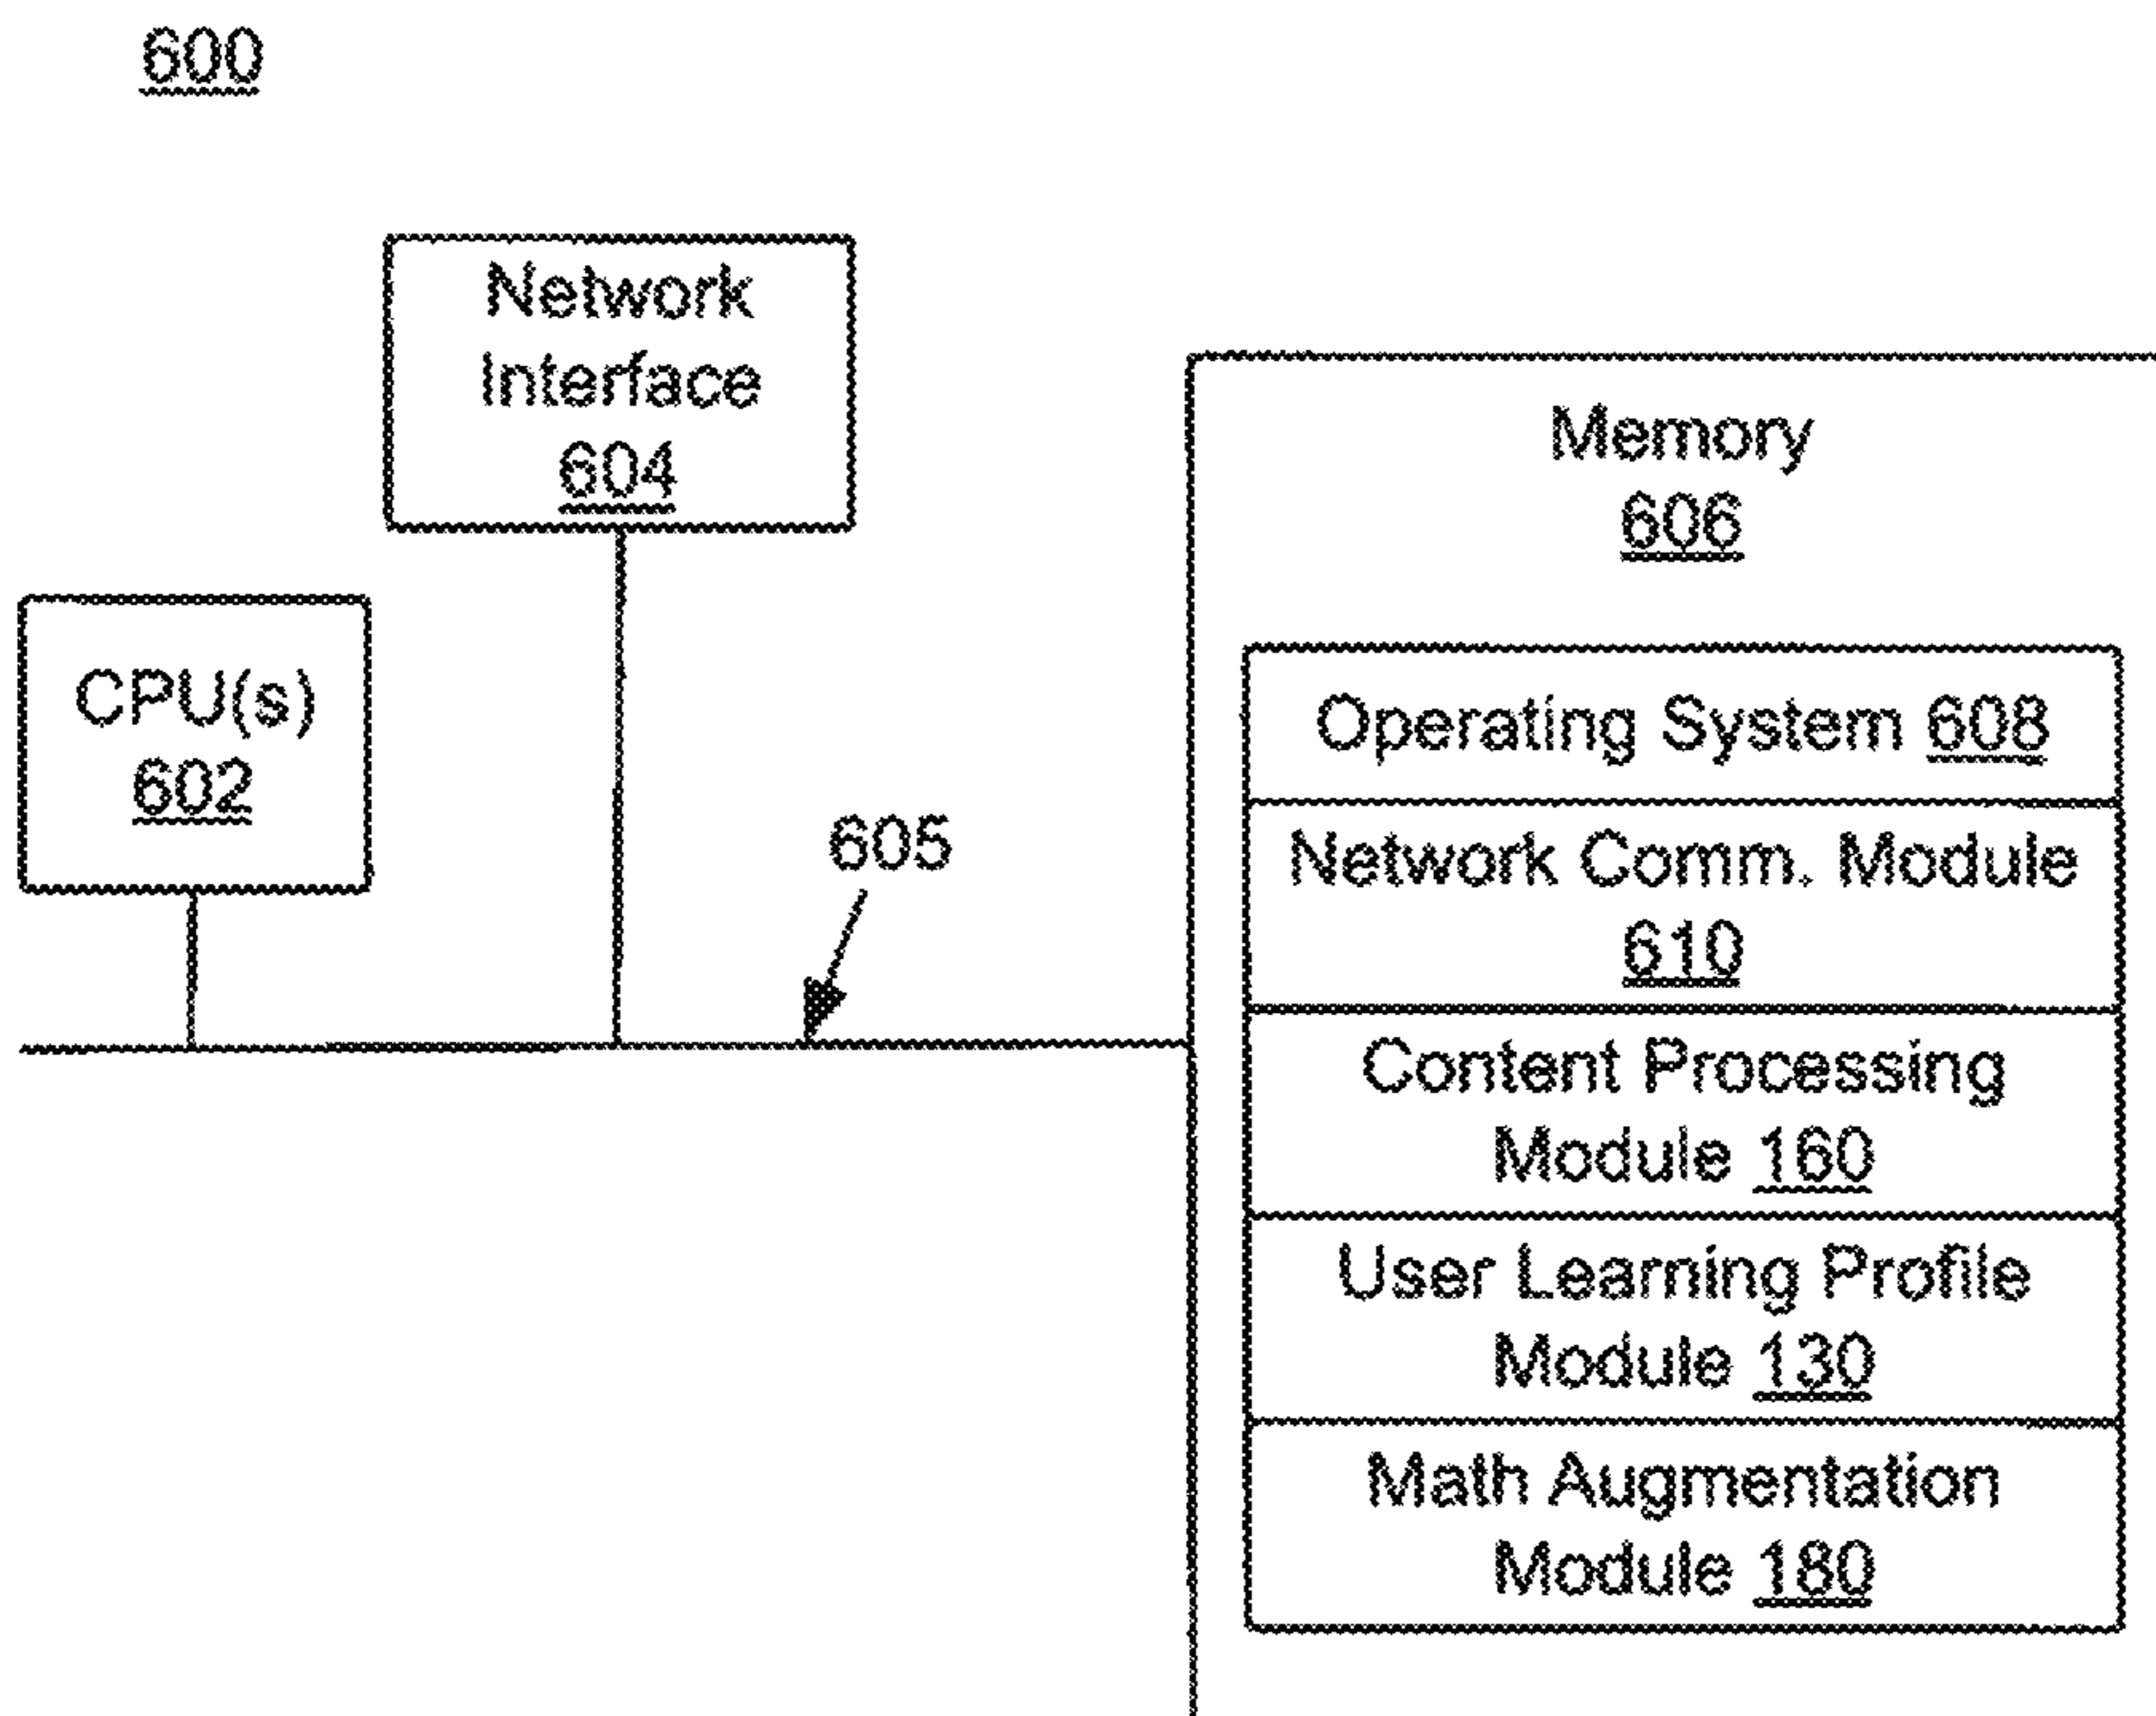 600
Network
Interface
604
Memory
606
CPU(s)
602
Operating System 608
605
Network Comm. Module
610
Content Processing
Module 160
User Learning Profile
Module 130
Math Augmentation
Module 180